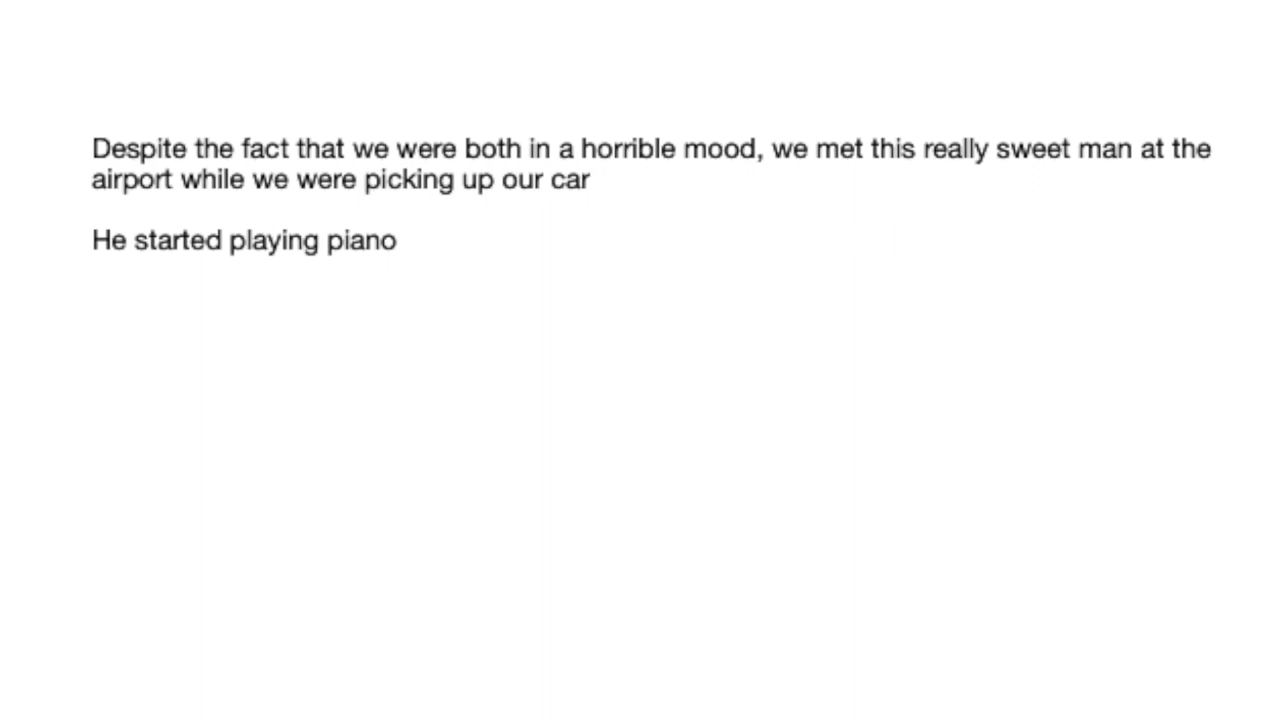 Despite the fact that we were both in a horrible mood, we met this really sweet man at the
airport while we were picking up our car
He started playing piano